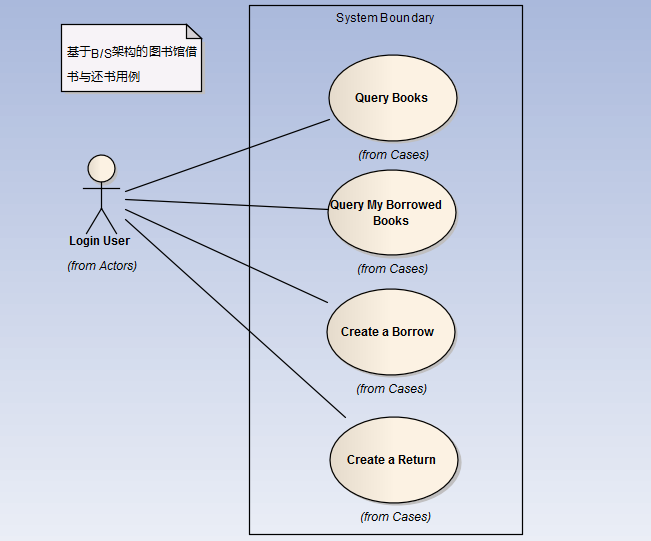 System Boundary
基于B/S架构的图书馆借
书与还书用例
Query Books
(from Cases)
Login User
(from Actors)
Query My Borrowed
Books
(from Cases)
Create a Borrow
(from Cases)
Create a Return
(from Cases)